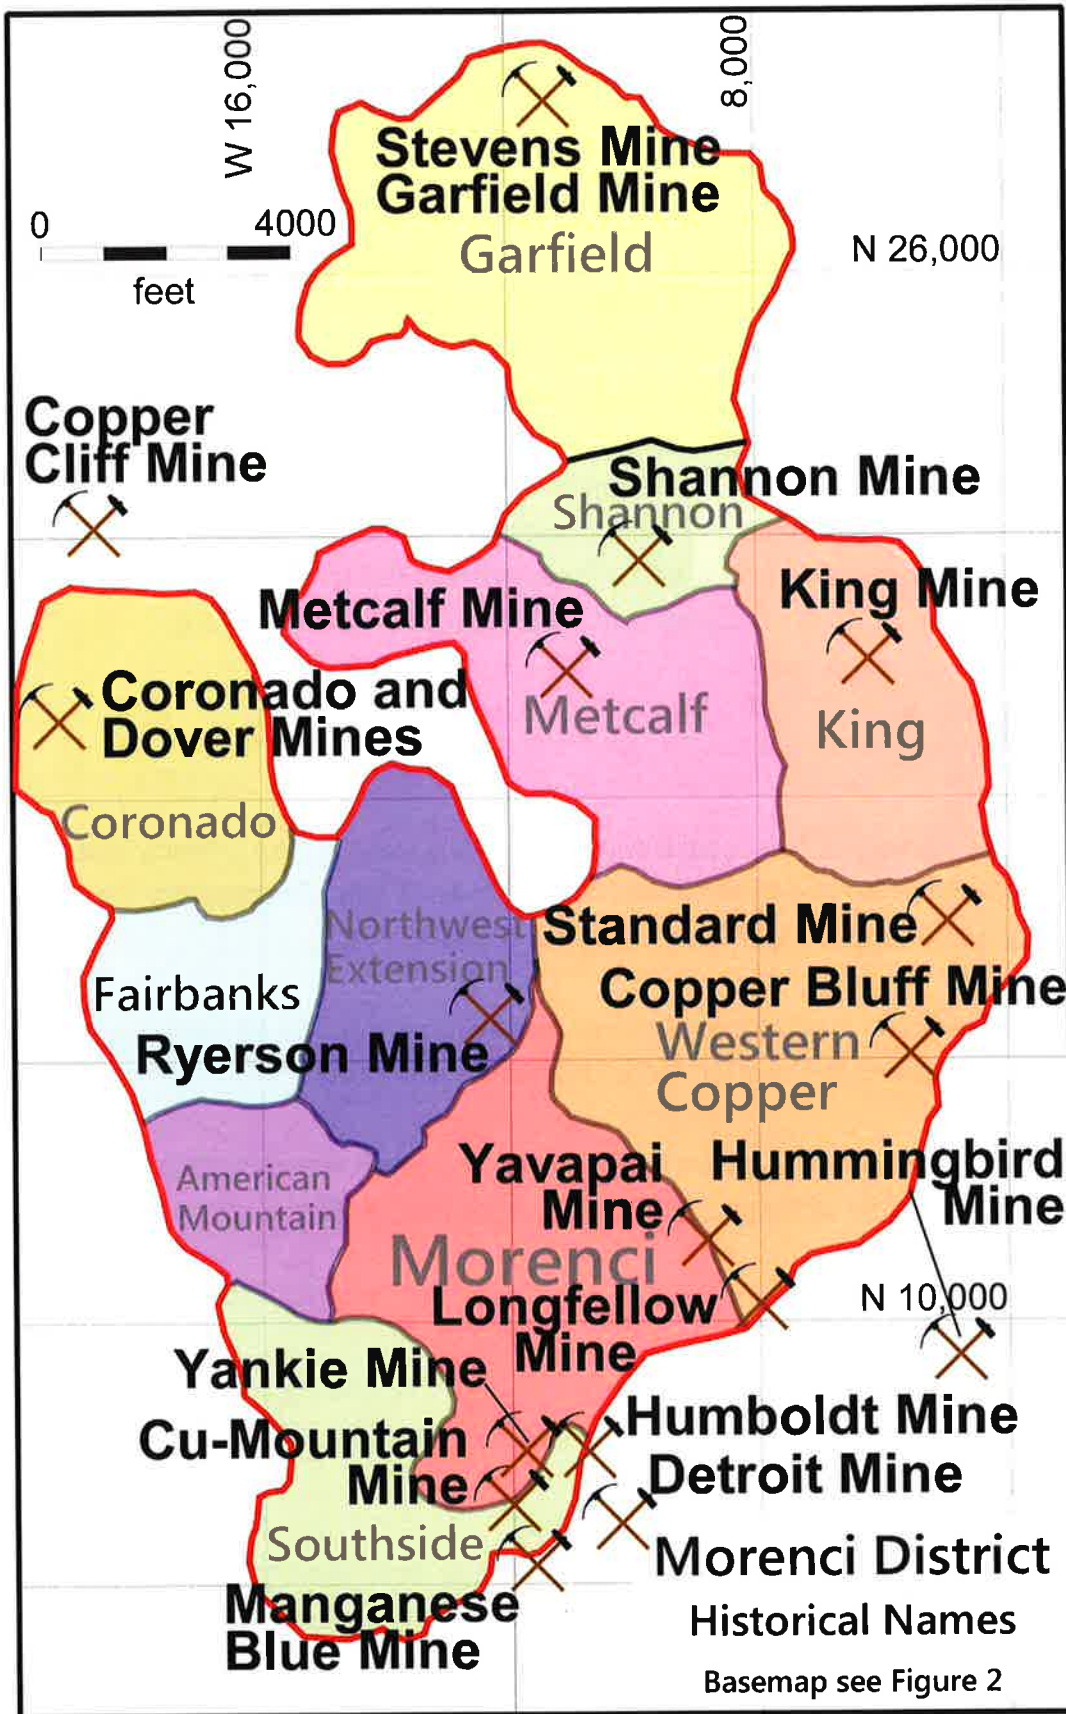 W 16,000
8,000
Stevens Mine
Garfield Mine
Garfield
0 4000
feet
N 26,000
Copper
Cliff Mine
Shannon Mine
Shannon
King Mine
Metcalf Mine
Coronado and
Dover Mines
Metcalf
King
Coronado
Northwest
Extension
Standard Mine
Fairbanks
Copper Bluff Mine
Western
Copper
Ryerson Mine
Yavapai
Mine
Hummingbird
Mine
American
Mountain
Morenci
Longfellow
Mine
N 10,000
Yankie Mine
Cu-Mountain
Mine
Humboldt Mine
Detroit Mine
Southside
Manganese
Blue Mine
Morenci District
Historical Names
Basemap see Figure 2